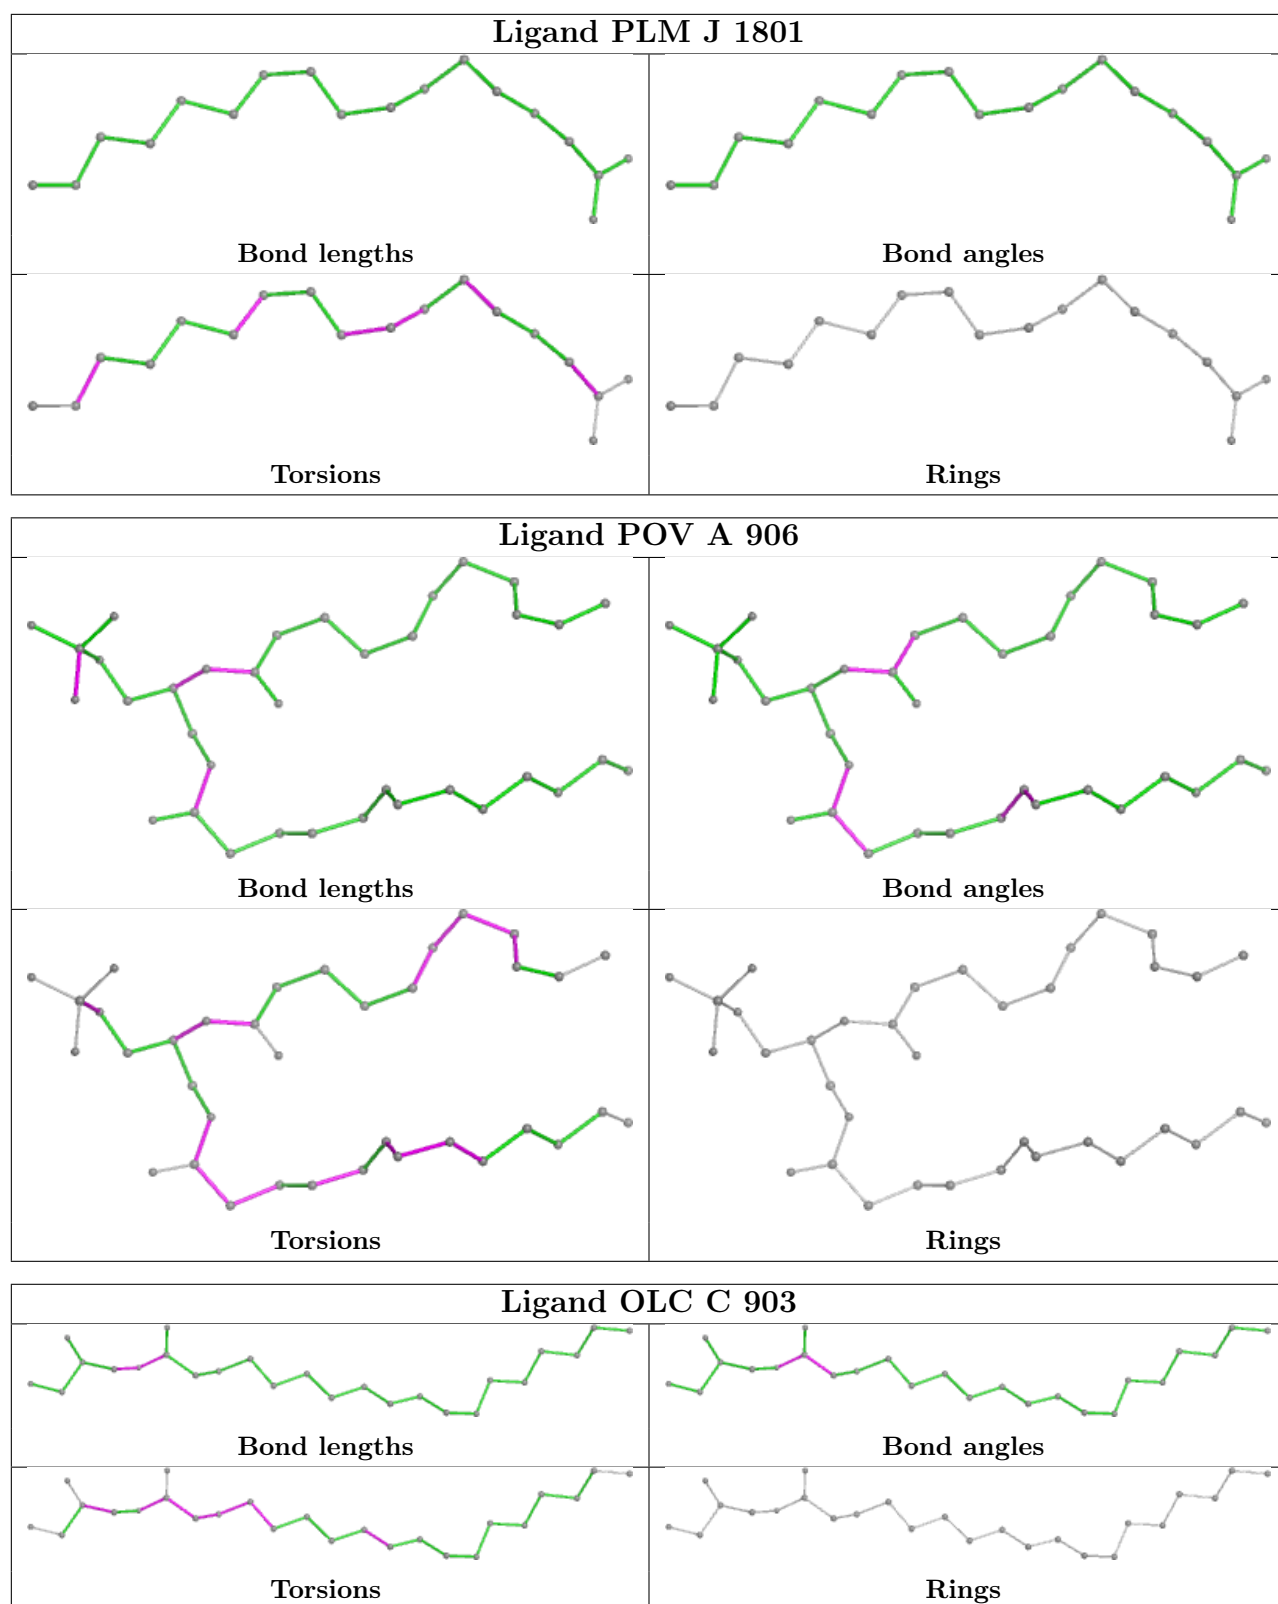 Ligand PLM J 1801
Bond lengths
Bond angles
Torsions
Rings
Ligand POV A 906
Bond lengths
Bond angles
Torsions
Rings
Ligand OLC C 903
Bond lengths
Bond angles
Torsions
Rings